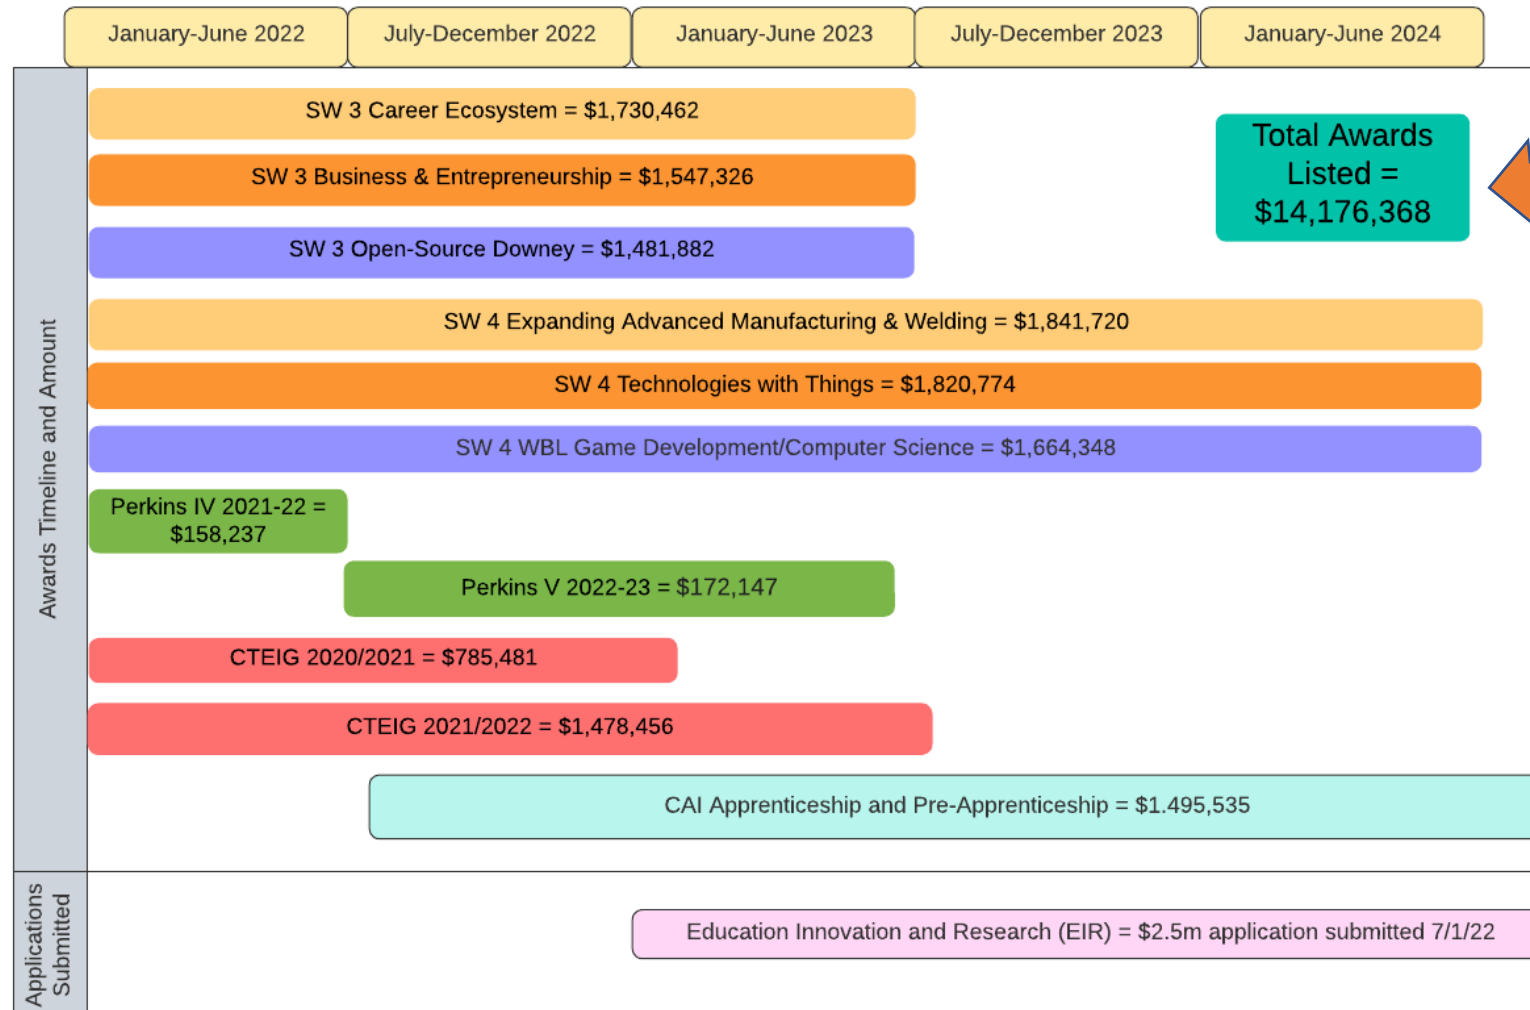 January-June 2022
July-December 2022
January-June 2023
July-December 2023
January-June 2024
Awards Timeline and Amount
SW 3 Career Ecosystem = $1,730,462
SW 3 Business & Entrepreneurship = $1,547,326
SW 3 Open-Source Downey = $1,481,882
Total Awards
Listed =
$14,176,368
SW 4 Expanding Advanced Manufacturing & Welding = $1,841,720
SW 4 Technologies with Things = $1,820,774
SW 4 WBL Game Development/Computer Science = $1,664,348
Perkins IV 2021-22 =
$158,237
Perkins V 2022-23 = $172,147
CTEIG 2020/2021 = $785,481
CTEIG 2021/2022 = $1,478,456
CAI Apprenticeship and Pre-Apprenticeship = $1.495,535
Applications
Submitted
Education Innovation and Research (EIR) = $2.5m application submitted 7/1/22